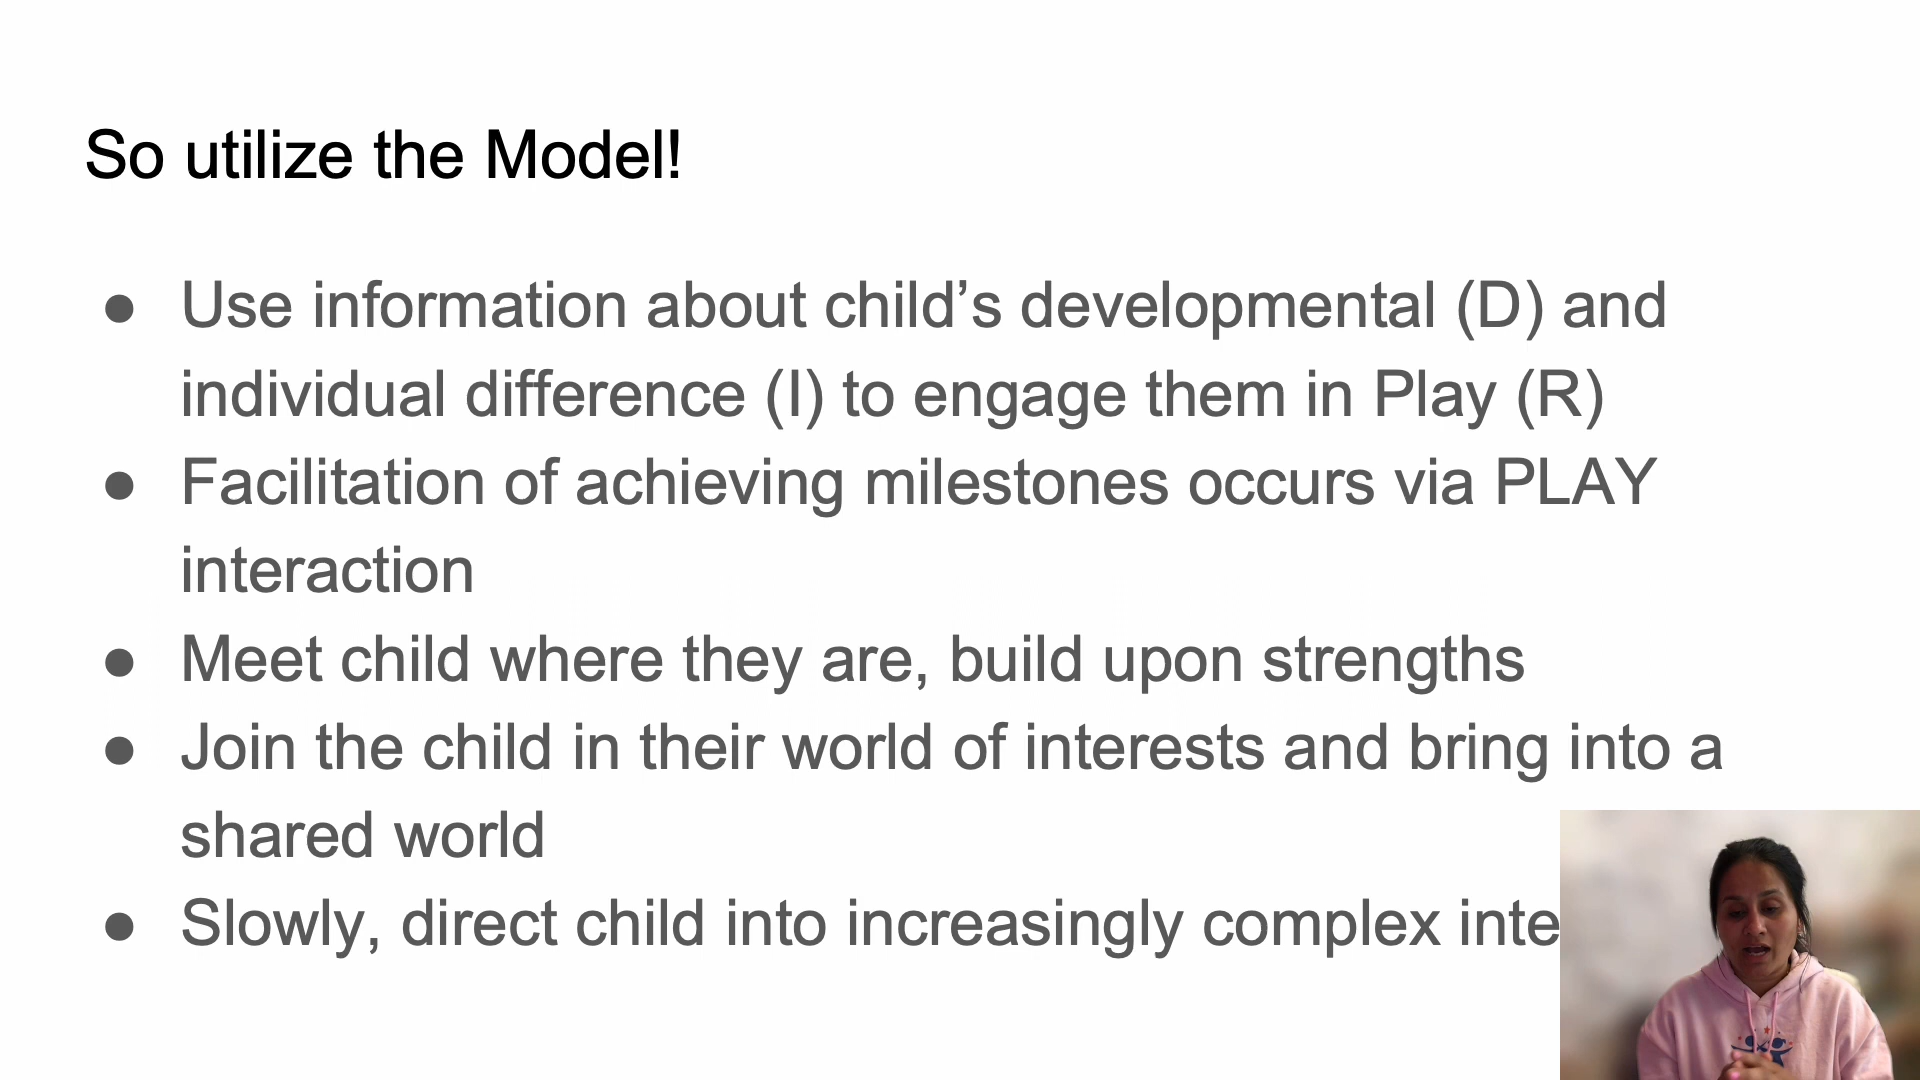 So utilize the Model!
● Use information about child’s developmental (D) and
individual difference (I) to engage them in Play (R)
● Facilitation of achieving milestones occurs via PLAY
interaction
● Meet child where they are, build upon strengths
● Join the child in their world of interests and bring into a
shared world
● Slowly, direct child into increasingly complex inte